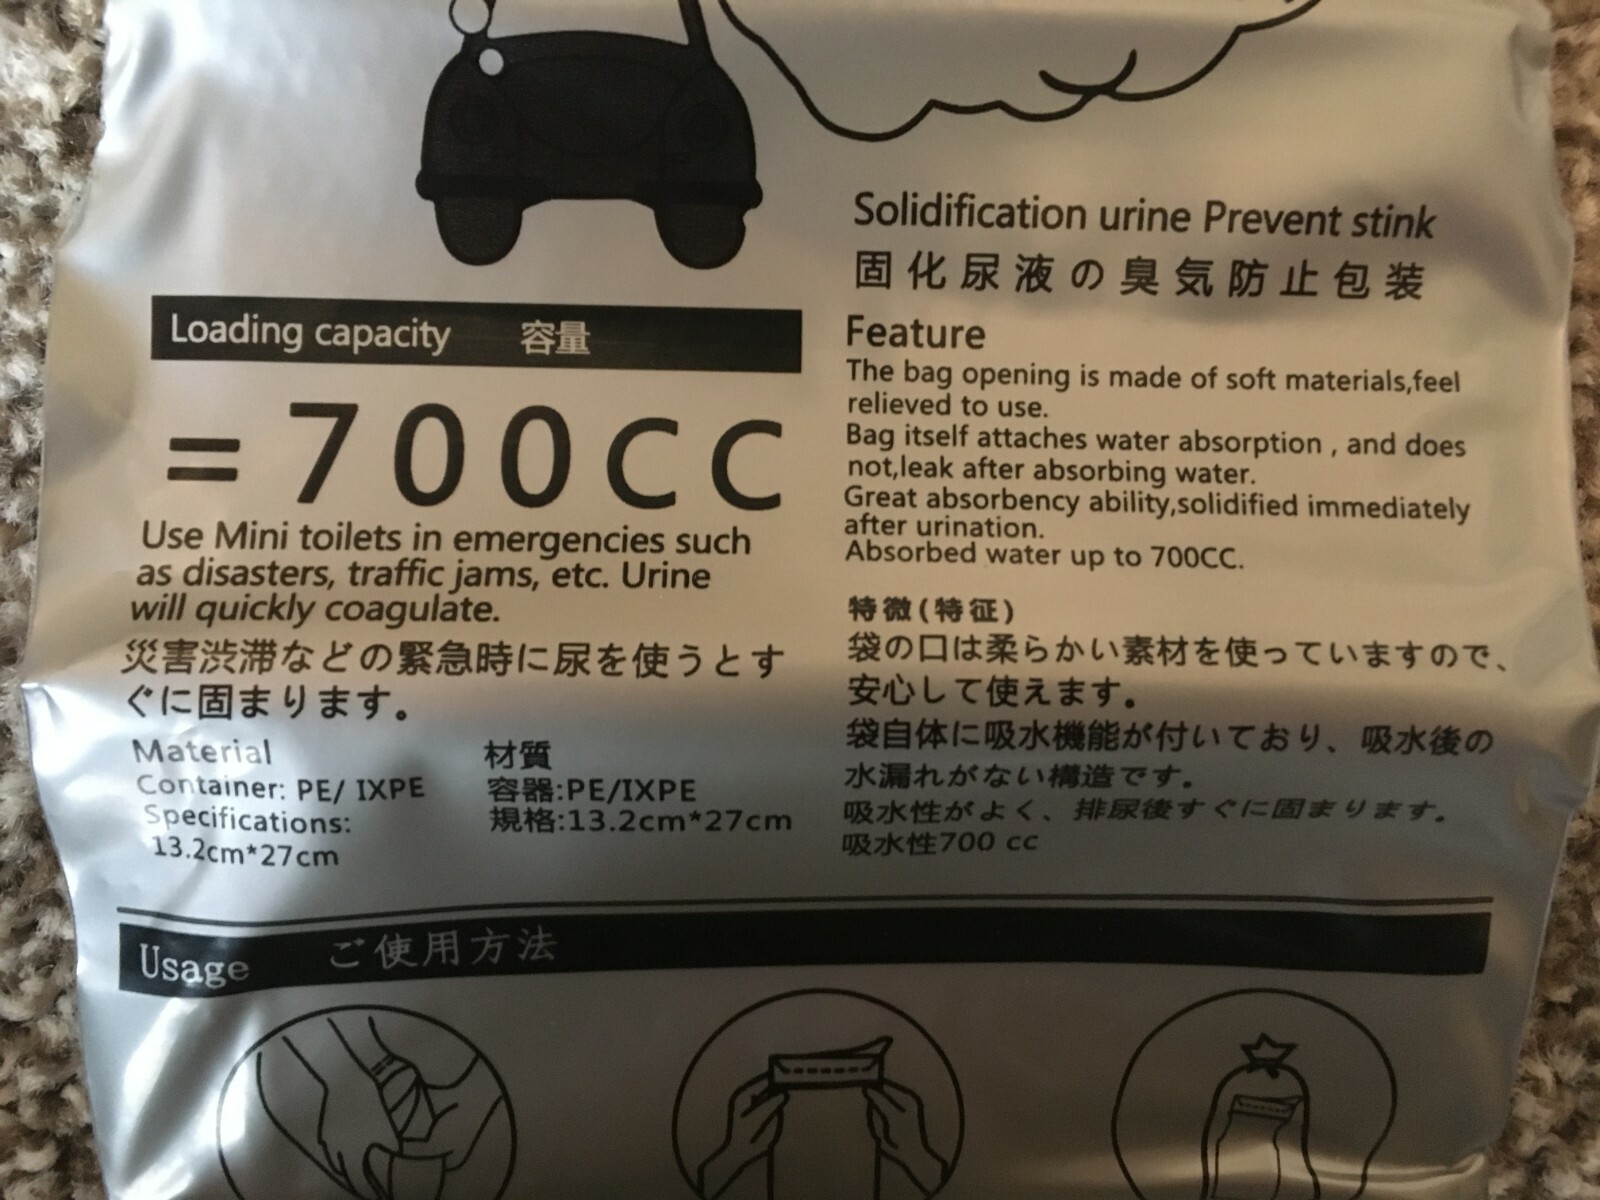 Solidification urine Prevent stink
固化尿液の臭気防止包装
Loading capacity 容量
=700CC
Use Mini toilets in emergencies such
as disasters, traffic jams, etc. Urine
will quickly coagulate.
災害渋滞などの緊急時に尿を使うとす
ぐに固まります。
Material
Container: PE/ IXPE
Specifications:
13.2cm*27cm
材質
容器:PE/IXPE
規格:13.2cm*27cm
Feature
The bag opening is made of soft materials,feel
relieved to use.
Bag itself attaches water absorption , and does
not,leak after absorbing water.
Great absorbency ability,solidified immediately
after urination.
Absorbed water up to 700CC.
特微(特征)
袋の口は柔らかい素材を使っていますので、
安心して使えます。
袋自体に吸水機能が付いており、吸水後の
水漏れがない構造です。
吸水性がよく、排尿後すぐに固まります。
吸水性700 cc
Usage ご使用方法